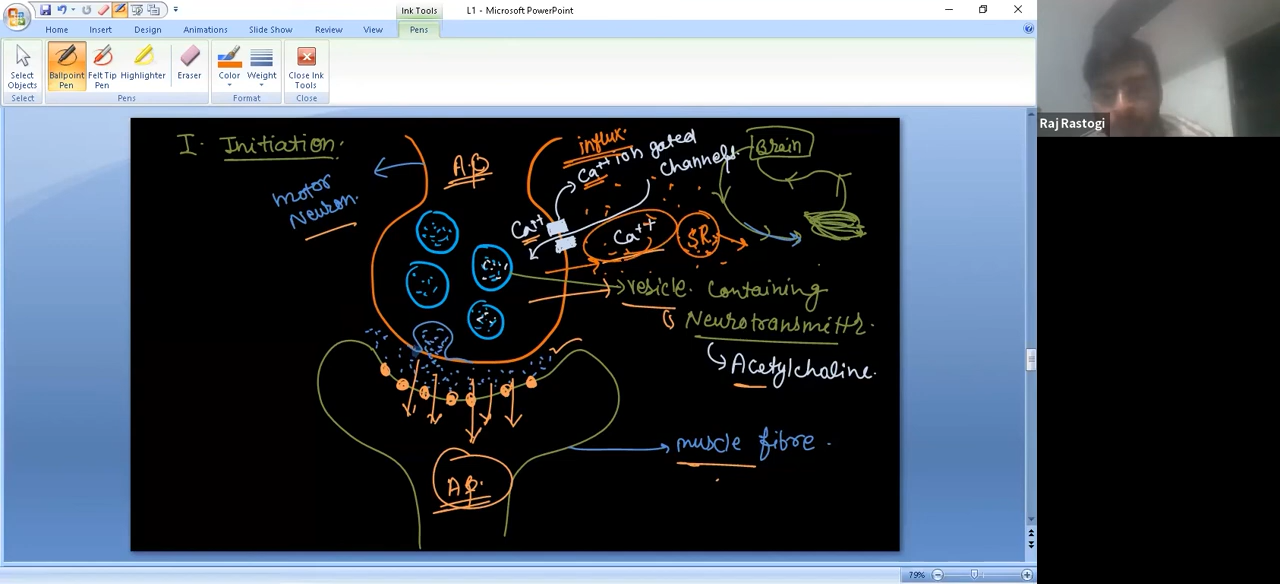 Ink Tools
L1 - Microsoft PowerPoint
Home
Insert
Design
Animations
Slide Show
Review
View
Pens
Select Objects
Ballpoint Pen
Felt Tip Pen
Highlighter
Eraser
Color
Weight
Close Ink Tools
Select
Pens
Format
Close
Raj Rastogi
I. Initiation:
A.P
influx.
Ca++ ion gated channels.
Brain
motor Neuron.
Ca++
Ca++
SR
vesicle containing
Neurotransmittr.
Acetylcholine.
muscle fibre.
A.P.
79%